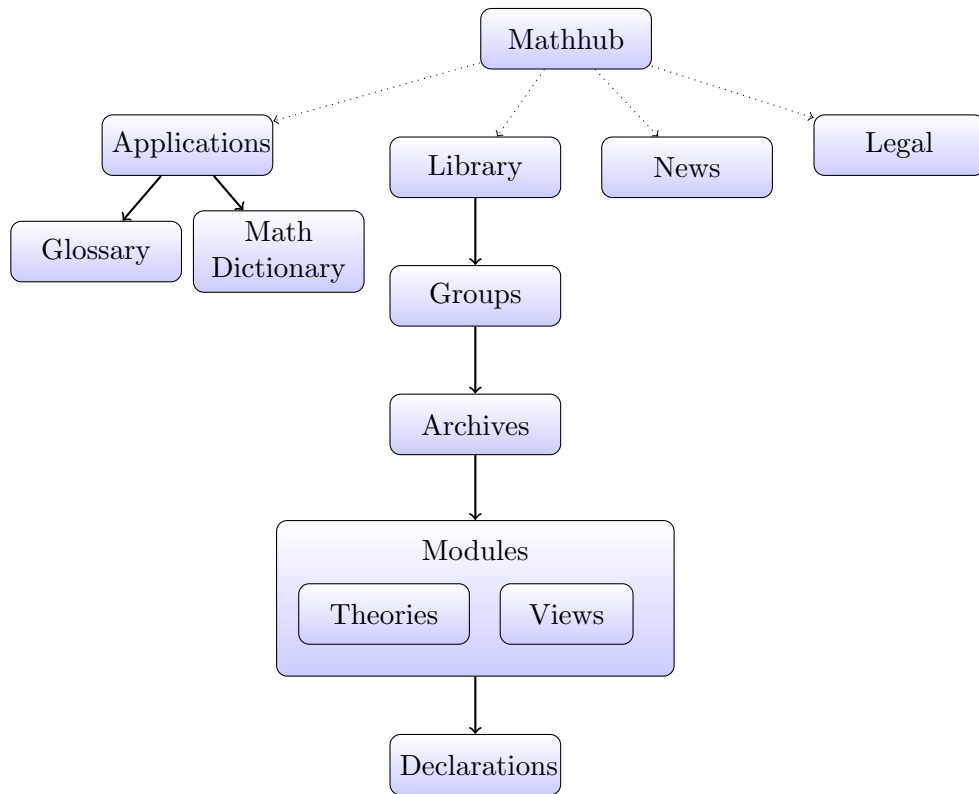 Mathhub
Applications
Library
News
Legal
Glossary
Math
Dictionary
Groups
Archives
Modules
Theories
Views
Declarations